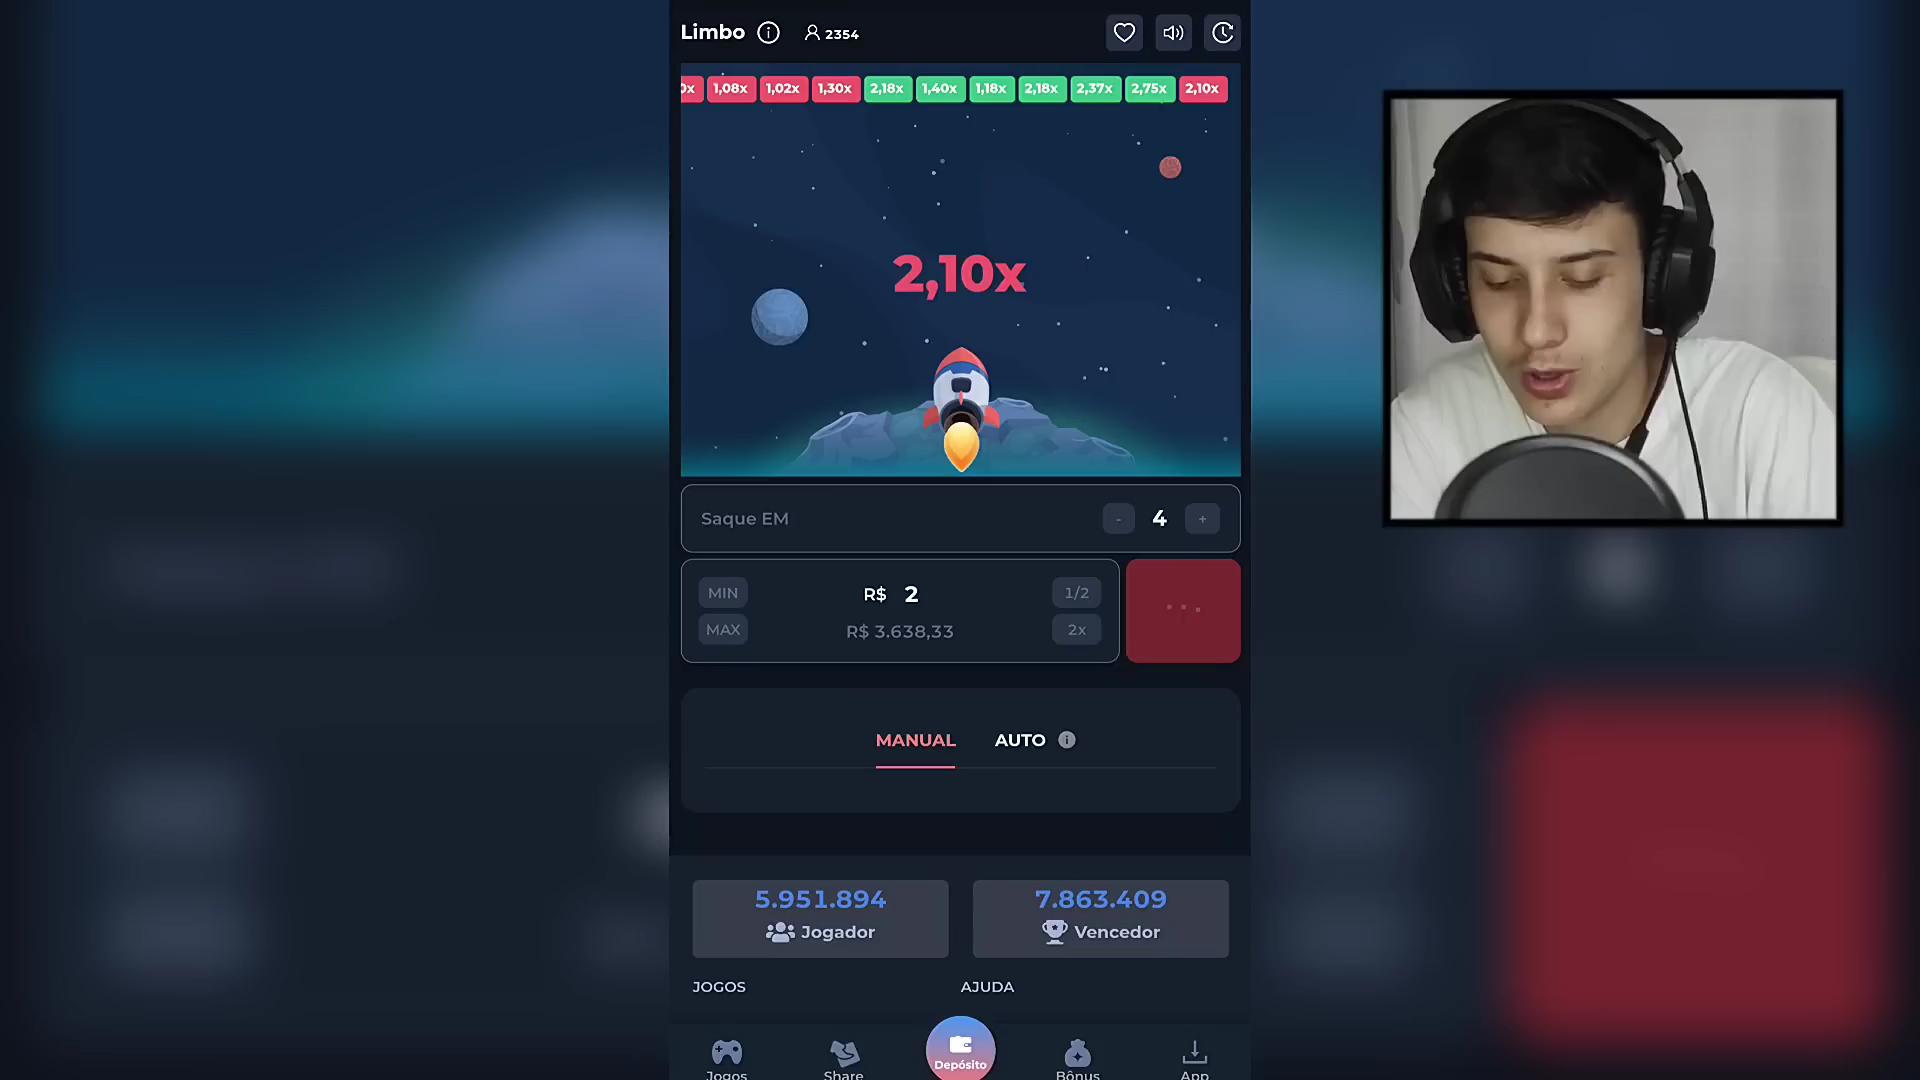 Limbo 2354
0x 1,08x 1,02x 1,30x 2,18x 1,40x 1,18x 2,18x 2,37x 2,75x 2,10x
2,10x
Saque EM - 4 +
MIN R$ 2 1/2
MAX R$ 3.638,33 2x
...
MANUAL AUTO
5.951.894 7.863.409
Jogador Vencedor
JOGOS AJUDA
Jogos Share Depósito Bônus App